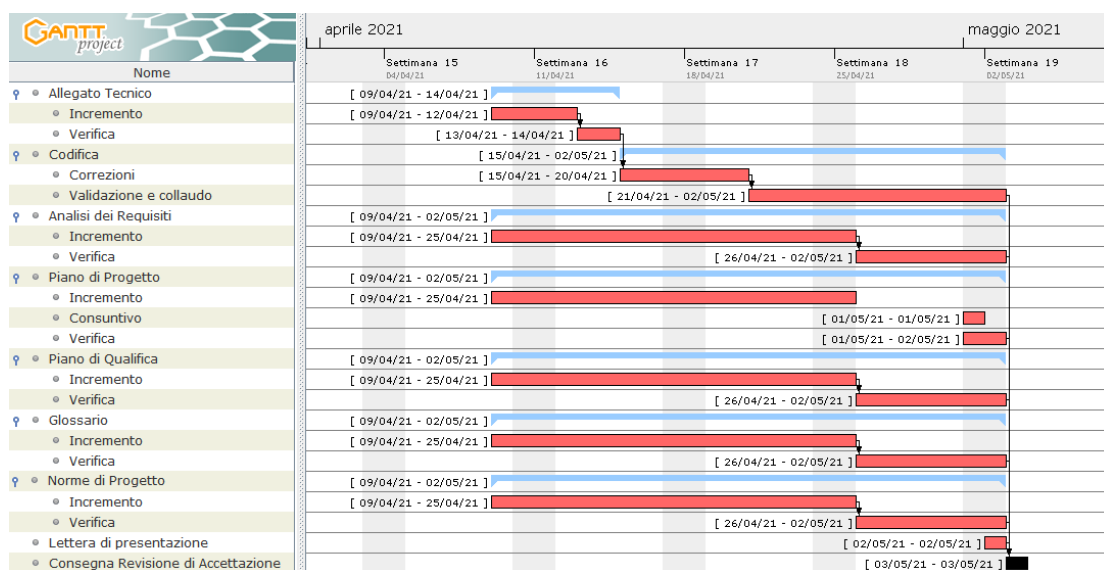 GANTT
project
aprile 2021
maggio 2021
Settimana 15
Settimana 16
Settimana 17
Settimana 18
Settimana 19
04/04/21
11/04/21
18/04/21
25/04/21
02/05/21
Nome
Allegato Tecnico [ 09/04/21 - 14/04/21 ]
Incremento [ 09/04/21 - 12/04/21 ]
Verifica [ 13/04/21 - 14/04/21 ]
Codifica [ 15/04/21 - 02/05/21 ]
Correzioni [ 15/04/21 - 20/04/21 ]
Validazione e collaudo [ 21/04/21 - 02/05/21 ]
Analisi dei Requisiti [ 09/04/21 - 02/05/21 ]
Incremento [ 09/04/21 - 25/04/21 ]
Verifica [ 26/04/21 - 02/05/21 ]
Piano di Progetto [ 09/04/21 - 02/05/21 ]
Incremento [ 09/04/21 - 25/04/21 ]
Consuntivo [ 01/05/21 - 01/05/21 ]
Verifica [ 01/05/21 - 02/05/21 ]
Piano di Qualifica [ 09/04/21 - 02/05/21 ]
Incremento [ 09/04/21 - 25/04/21 ]
Verifica [ 26/04/21 - 02/05/21 ]
Glossario [ 09/04/21 - 02/05/21 ]
Incremento [ 09/04/21 - 25/04/21 ]
Verifica [ 26/04/21 - 02/05/21 ]
Norme di Progetto [ 09/04/21 - 02/05/21 ]
Incremento [ 09/04/21 - 25/04/21 ]
Verifica [ 26/04/21 - 02/05/21 ]
Lettera di presentazione [ 02/05/21 - 02/05/21 ]
Consegna Revisione di Accettazione [ 03/05/21 - 03/05/21 ]